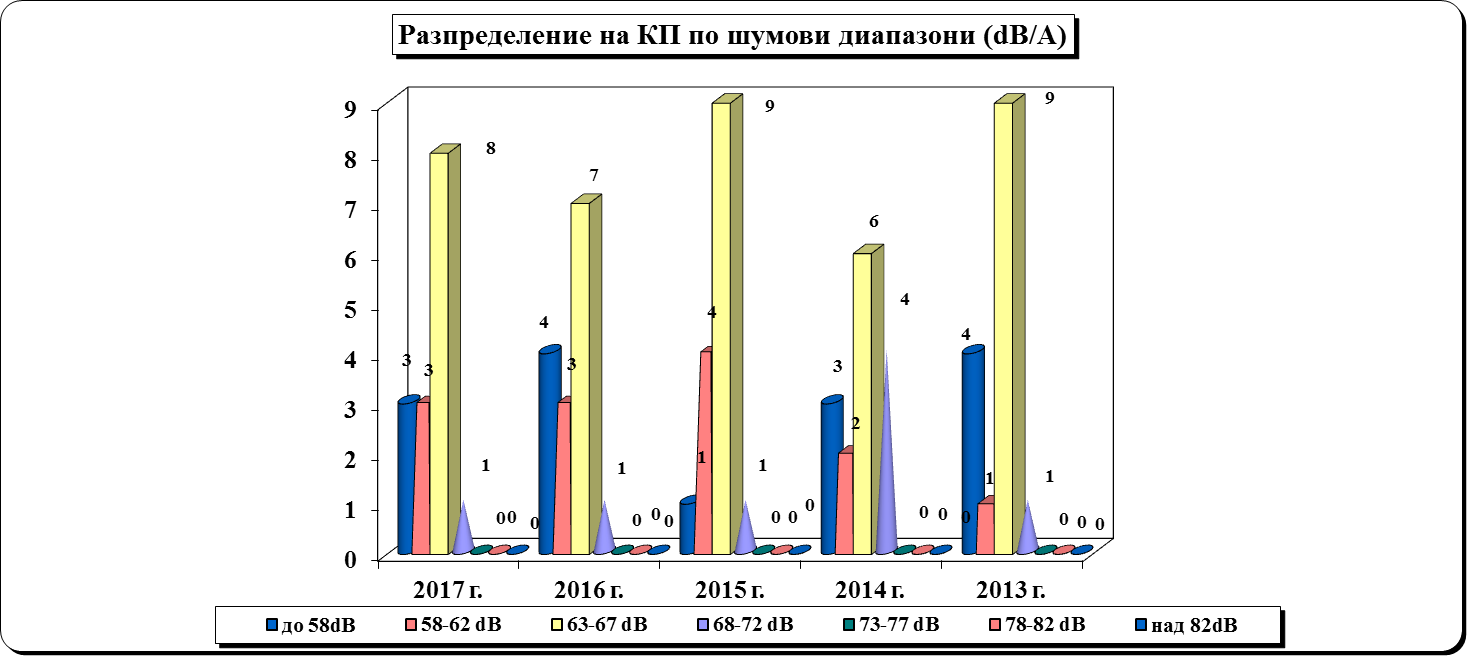 Разпределение на КП по шумови диапазони (dB/A)
9
8
7
6
5
4
3
2
1
0
3 3 8 1 0 0 0
4 3 7 1 0 0 0
1 4 9 1 0 0 0
3 2 6 4 0 0 0
4 1 9 1 0 0 0
2017 г. 2016 г. 2015 г. 2014 г. 2013 г.
до 58dB 58-62 dB 63-67 dB 68-72 dB 73-77 dB 78-82 dB над 82dB